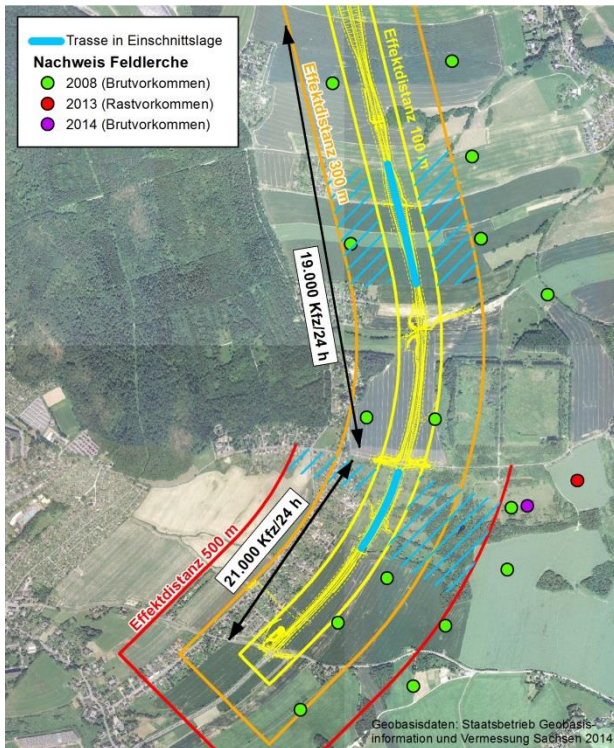 Trasse in Einschnittslage
Nachweis Feldlerche
2008 (Brutvorkommen)
2013 (Rastvorkommen)
2014 (Brutvorkommen)
Effektdistanz 300 m
Effektdistanz 100 m
19.000 Kfz/24 h
21.000 Kfz/24 h
Effektdistanz 500 m
Geobasisdaten: Staatsbetrieb Geobasis-
information und Vermessung Sachsen 2014